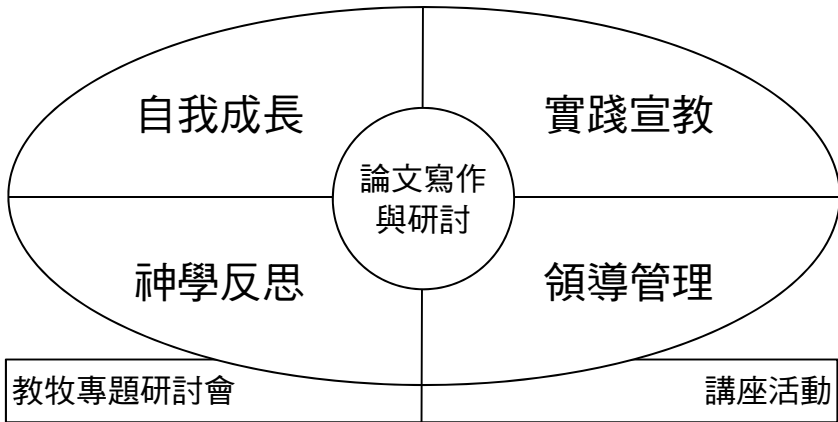 自我成長
實踐宣教
論文寫作
與研討
神學反思
領導管理
教牧專題研討會
講座活動